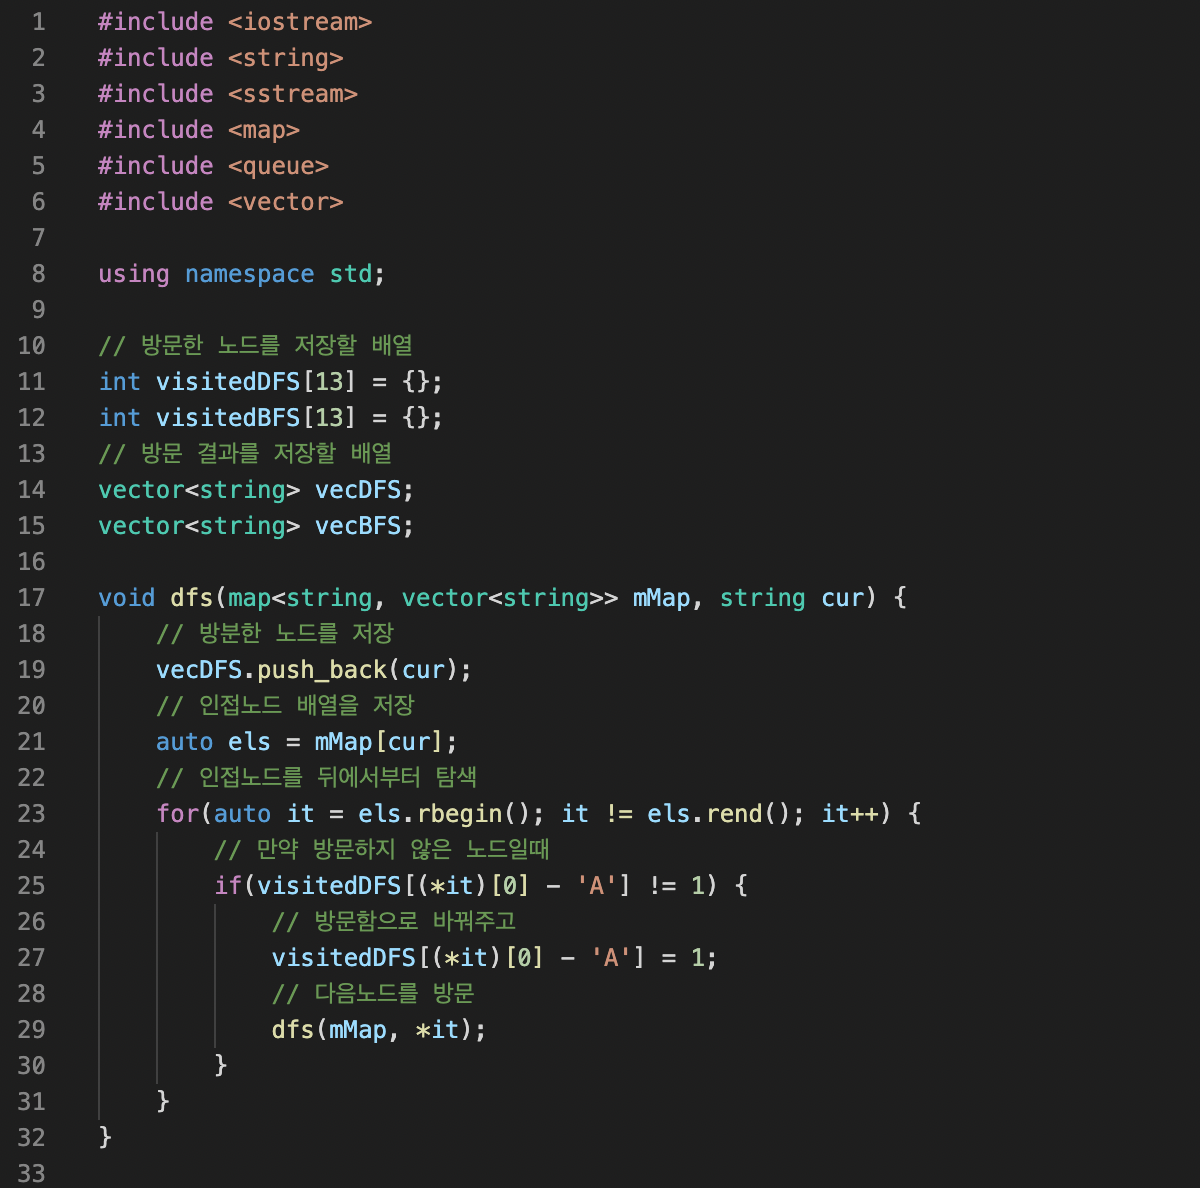 1 #include <iostream>
2 #include <string>
3 #include <sstream>
4 #include <map>
5 #include <queue>
6 #include <vector>
7
8 using namespace std;
9
10 // 방문한 노드를 저장할 배열
11 int visitedDFS[13] = {};
12 int visitedBFS[13] = {};
13 // 방문 결과를 저장할 배열
14 vector<string> vecDFS;
15 vector<string> vecBFS;
16
17 void dfs(map<string, vector<string>> mMap, string cur) {
18     // 방분한 노드를 저장
19     vecDFS.push_back(cur);
20     // 인접노드 배열을 저장
21     auto els = mMap[cur];
22     // 인접노드를 뒤에서부터 탐색
23     for(auto it = els.rbegin(); it != els.rend(); it++) {
24         // 만약 방문하지 않은 노드일때
25         if(visitedDFS[(*it)[0] - 'A'] != 1) {
26             // 방문함으로 바꿔주고
27             visitedDFS[(*it)[0] - 'A'] = 1;
28             // 다음노드를 방문
29             dfs(mMap, *it);
30         }
31     }
32 }
33